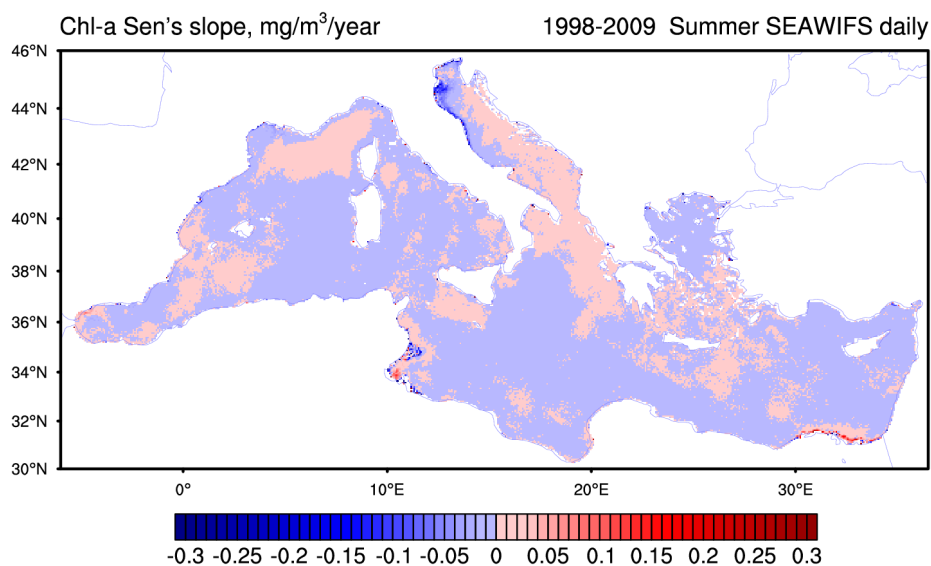 Chl-a Sen's slope, mg/m³/year 1998-2009 Summer SEAWIFS daily
46°N
44°N
42°N
40°N
38°N
36°N
34°N
32°N
30°N
0° 10°E 20°E 30°E
-0.3 -0.25 -0.2 -0.15 -0.1 -0.05 0 0.05 0.1 0.15 0.2 0.25 0.3